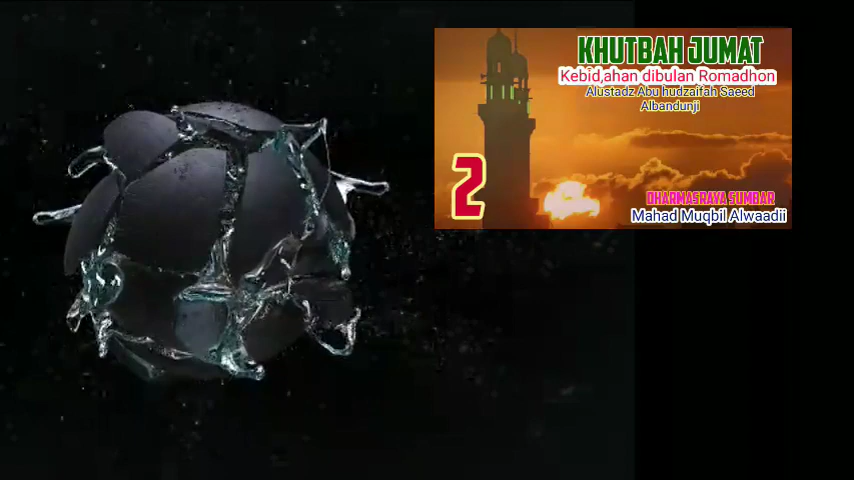 KHUTBAH JUMAT
Kebid,ahan dibulan Romadhon
Alustadz Abu hudzaifah Saeed
Albandunji
2
DHARMASRAYA SUMBAR
Mahad Muqbil Alwaadii